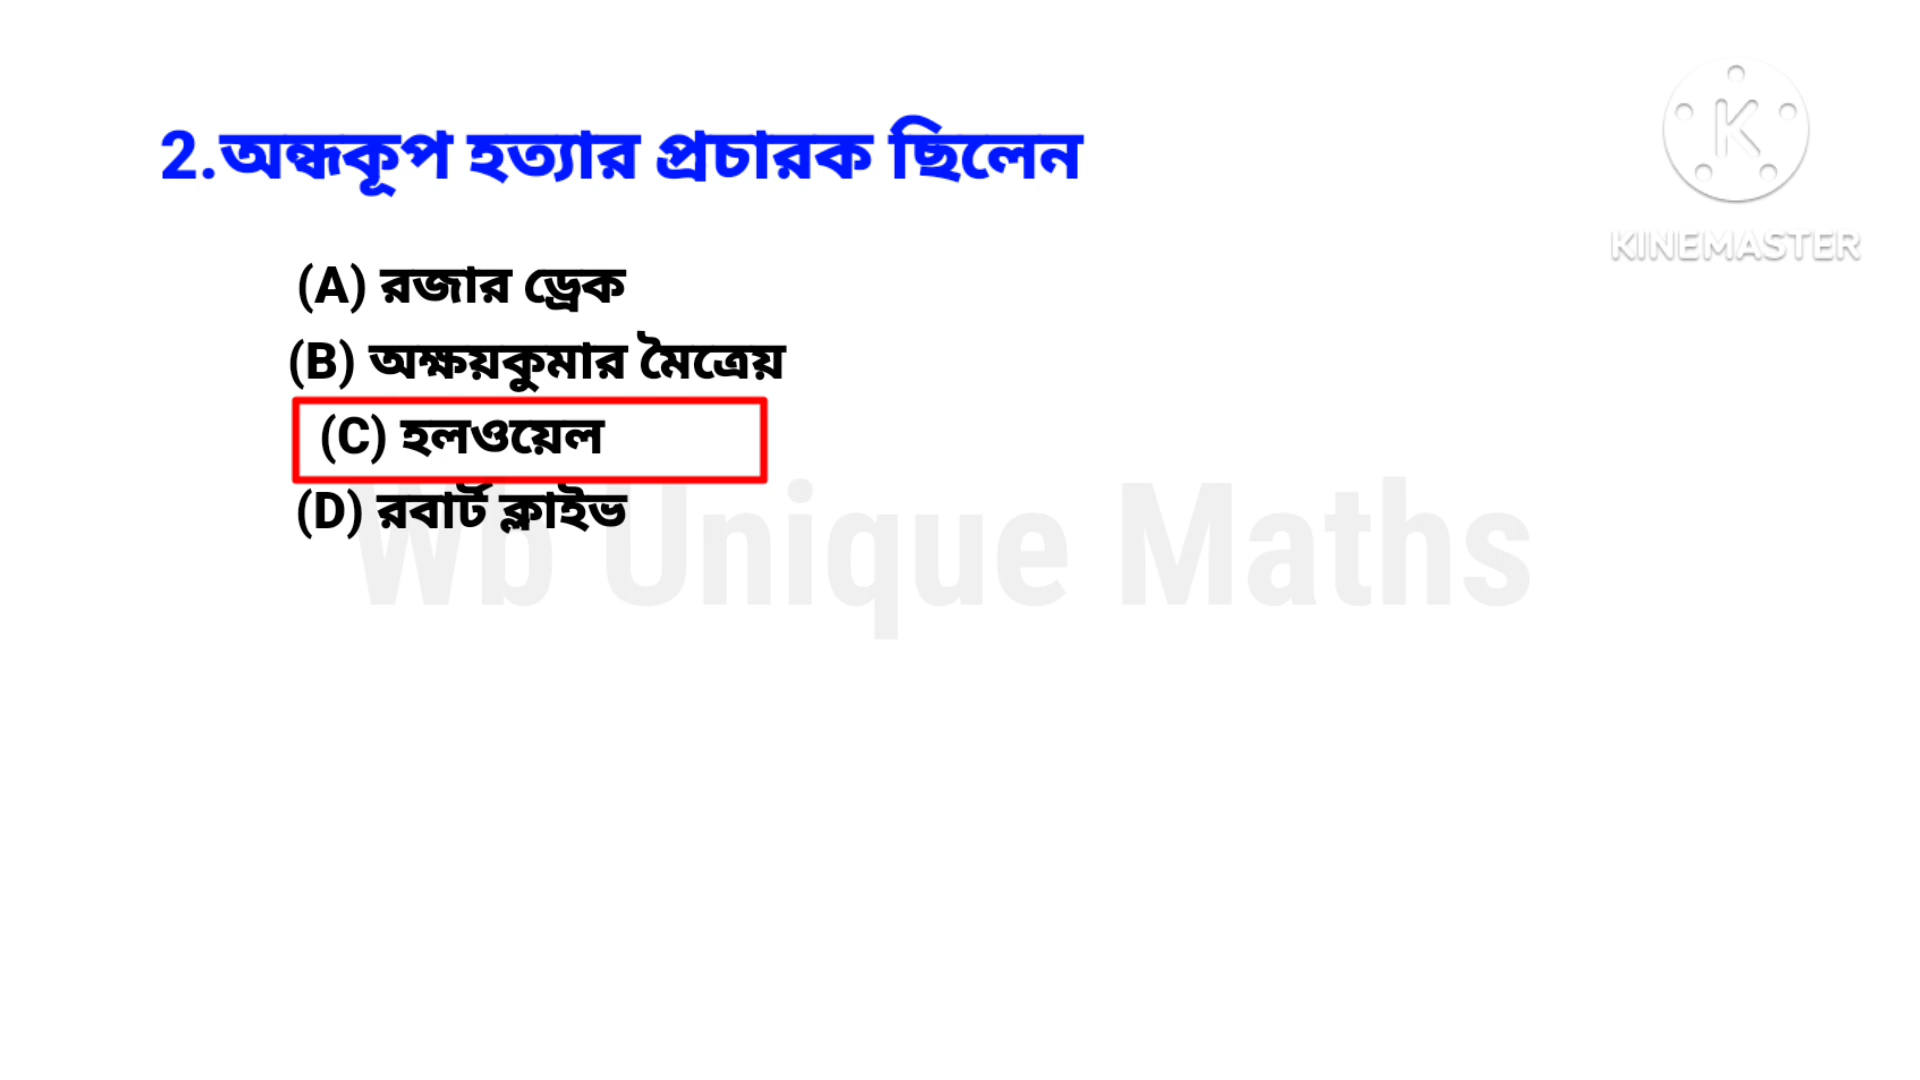 2.অন্ধকূপ হত্যার প্রচারক ছিলেন
K
KINEMASTER
(A) রজার ড্রেক
(B) অক্ষয়কুমার মৈত্রেয়
(C) হলওয়েল
(D) রবার্ট ক্লাইভ
Wb Unique Maths